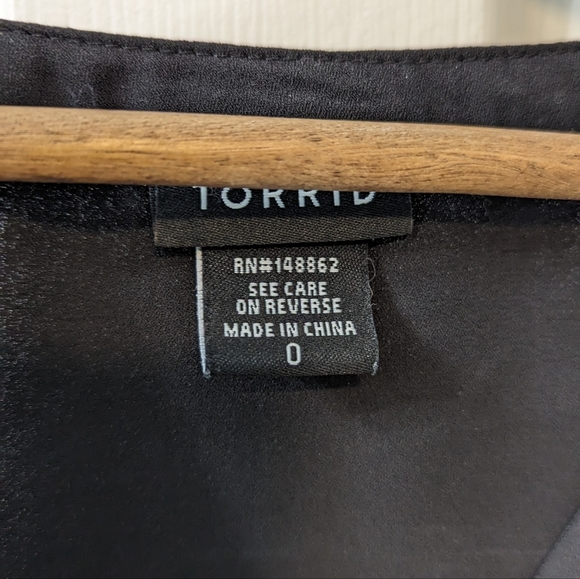 TORRID
RN#148862
SEE CARE
ON REVERSE
MADE IN CHINA
0